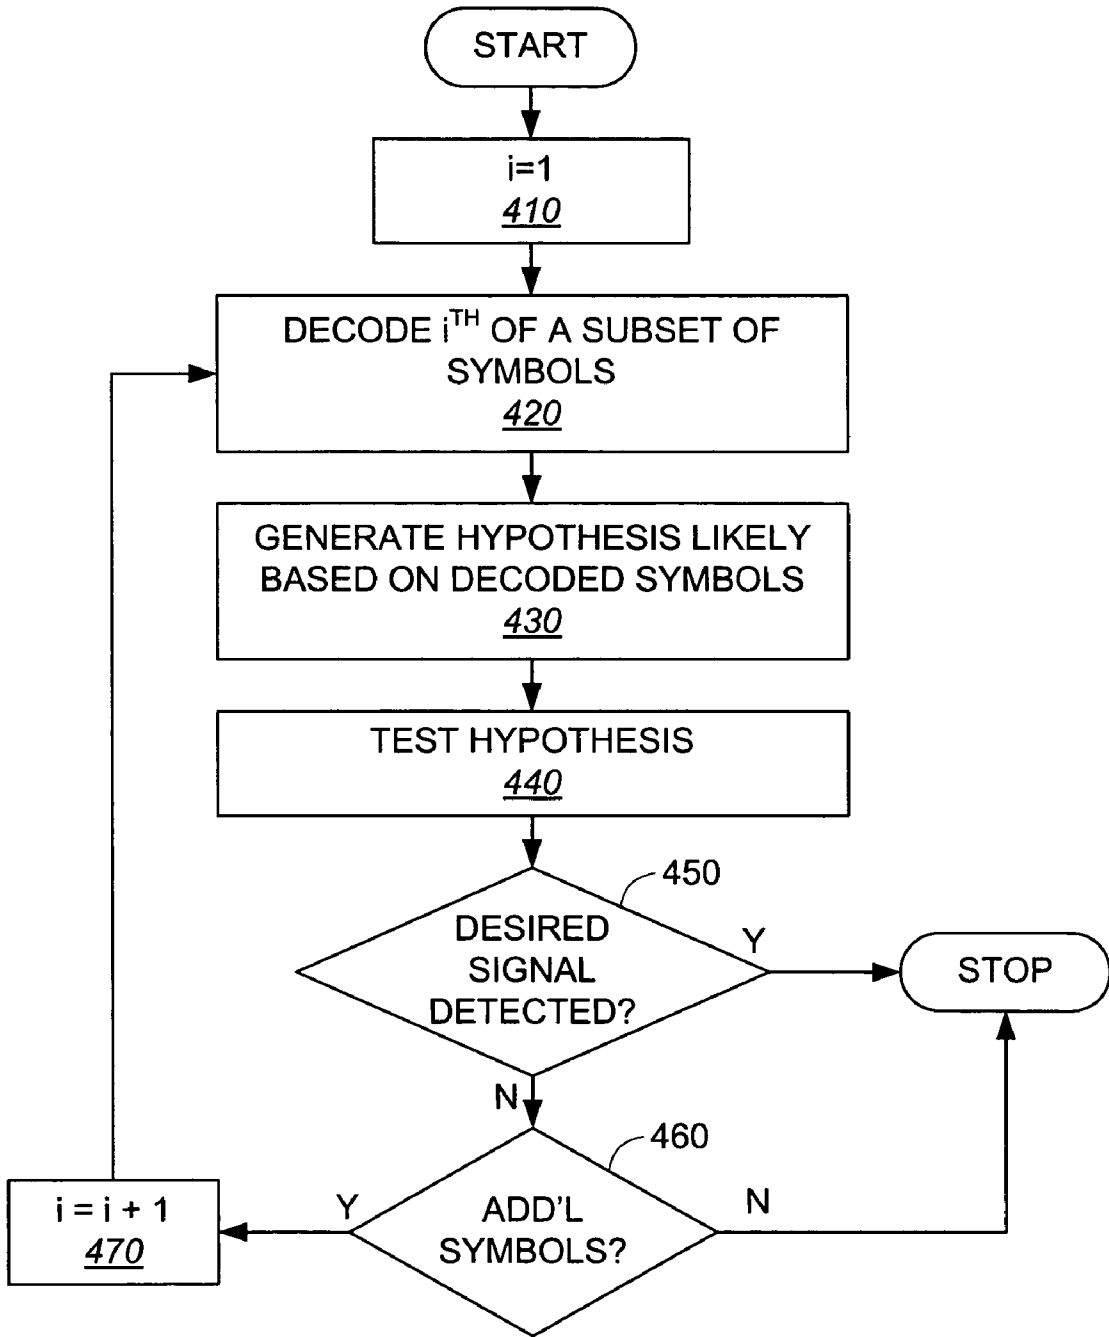 START
i=1
410
DECODE iTH OF A SUBSET OF
SYMBOLS
420
GENERATE HYPOTHESIS LIKELY
BASED ON DECODED SYMBOLS
430
TEST HYPOTHESIS
440
450
DESIRED
SIGNAL
DETECTED?
Y
STOP
N
460
ADD'L
SYMBOLS?
Y
N
i = i + 1
470